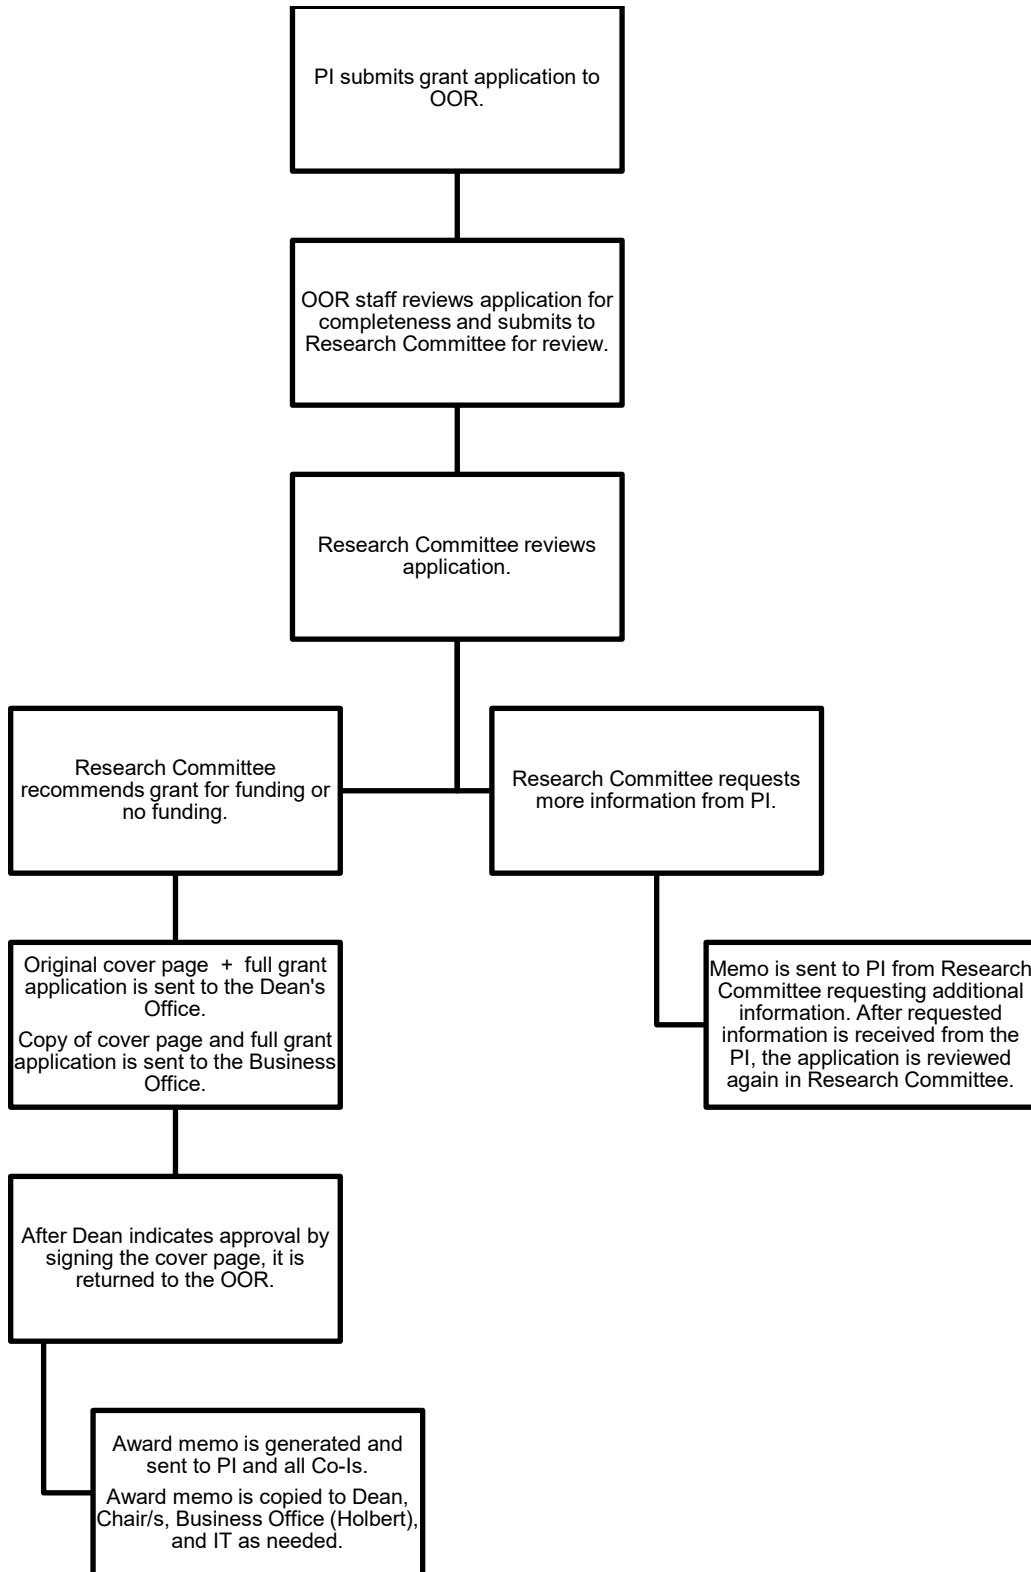 PI submits grant application to
OOR.
OOR staff reviews application for
completeness and submits to
Research Committee for review.
Research Committee reviews
application.
Research Committee
recommends grant for funding or
no funding.
Research Committee requests
more information from PI.
Original cover page + full grant
application is sent to the Dean's
Office.
Copy of cover page and full grant
application is sent to the Business
Office.
Memo is sent to PI from Research
Committee requesting additional
information. After requested
information is received from the
PI, the application is reviewed
again in Research Committee.
After Dean indicates approval by
signing the cover page, it is
returned to the OOR.
Award memo is generated and
sent to PI and all Co-Is.
Award memo is copied to Dean,
Chair/s, Business Office (Holbert),
and IT as needed.